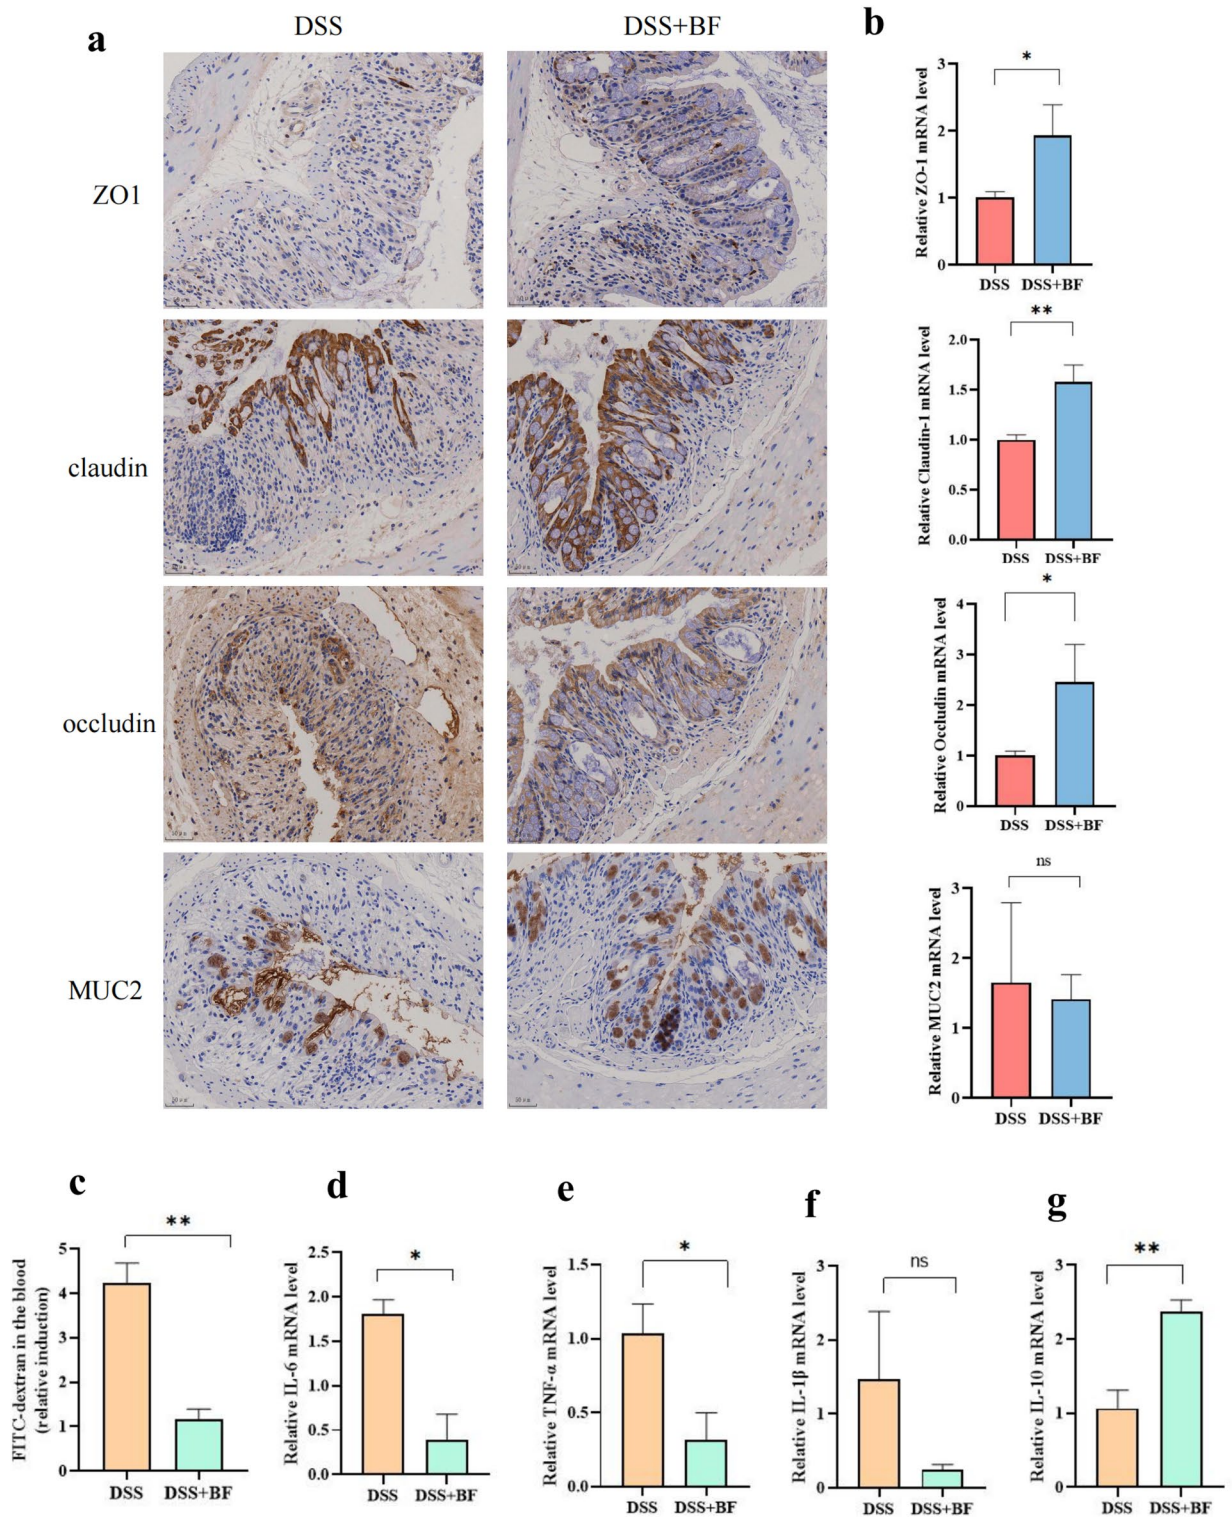 a
DSS
DSS+BF
b
ZO1
claudin
occludin
MUC2
Relative ZO-1 mRNA level
3
2
1
0
*
DSS
DSS+BF
Relative Claudin-1 mRNA level
2.0
1.5
1.0
0.5
0.0
**
DSS
DSS+BF
Relative Occludin mRNA level
4
3
2
1
0
*
DSS
DSS+BF
Relative MUC2 mRNA level
3
2
1
0
ns
DSS
DSS+BF
c
FITC-dextran in the blood
(relative induction)
5
4
3
2
1
0
**
DSS
DSS+BF
d
Relative IL-6 mRNA level
2.5
2.0
1.5
1.0
0.5
0.0
*
DSS
DSS+BF
e
Relative TNF-α mRNA level
1.5
1.0
0.5
0.0
*
DSS
DSS+BF
f
Relative IL-1β mRNA level
3
2
1
0
ns
DSS
DSS+BF
g
Relative IL-10 mRNA level
3
2
1
0
**
DSS
DSS+BF